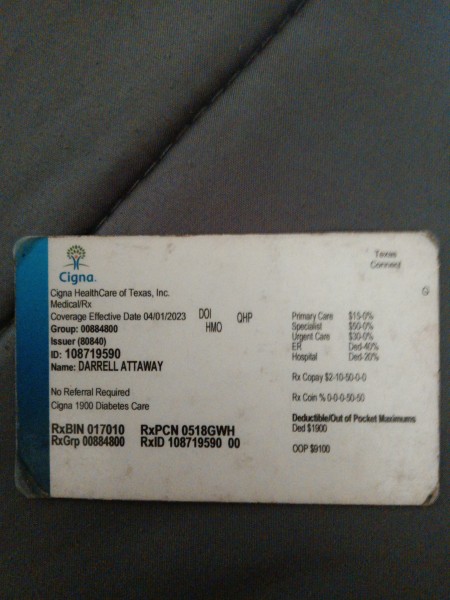 Cigna.
Texas
Connect
G
Cigna HealthCare of Texas, Inc.
Medical/Rx
Coverage Effective Date 04/01/2023
DOI QHP
HMO
Group: 00884800
Issuer (80840)
ID: 108719590
Name: DARRELL ATTAWAY
No Referral Required
Cigna 1900 Diabetes Care
RxBIN 017010 RxPCN 0518GWH
RxGrp 00884800 RxID 108719590 00
Primary Care $15-0%
Specialist $50-0%
Urgent Care $30-0%
ER Ded-40%
Hospital Ded-20%
Rx Copay $2-10-50-0-0
Rx Coin % 0-0-0-50-50
Deductible/Out of Pocket Maximums
Ded $1900
OOP $9100